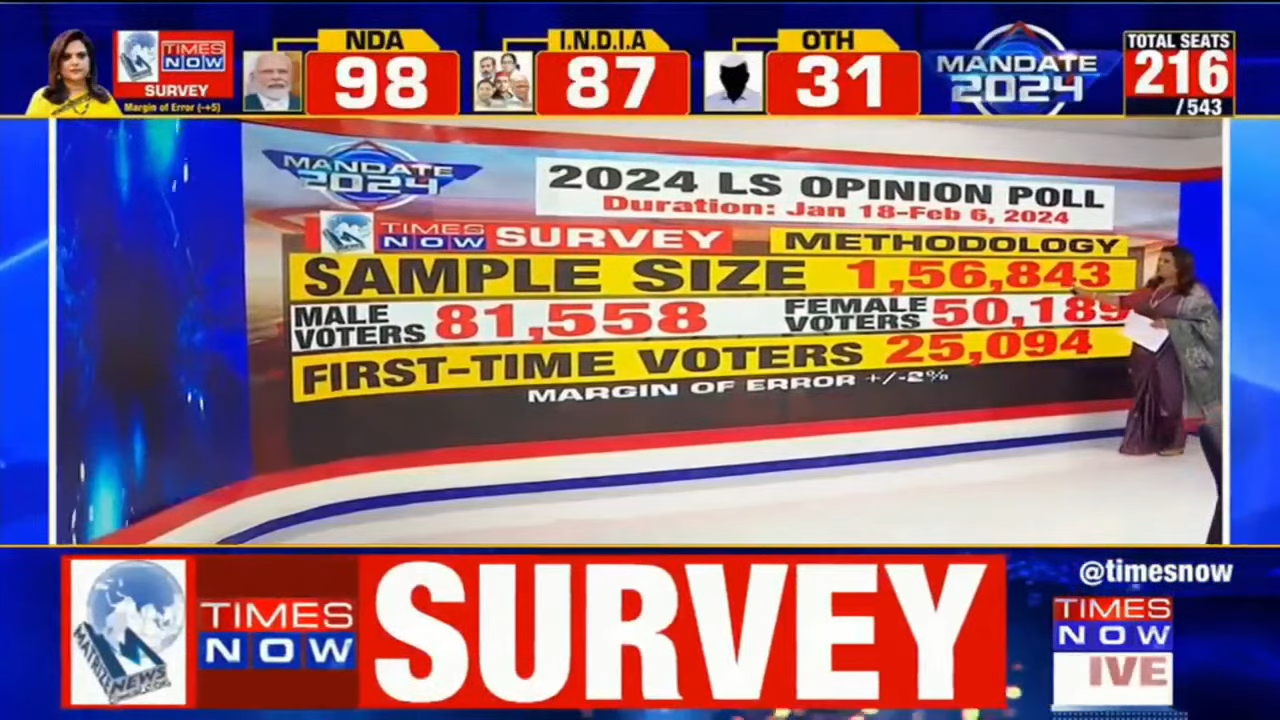 NDA
I.N.D.I.A
OTH
TOTAL SEATS
TIMES
NOW
SURVEY
Margin of Error (-+5)
98
87
31
MANDATE
2024
216
/543
MANDATE
2024
2024 LS OPINION POLL
Duration: Jan 18-Feb 6, 2024
TIMES
NOW
SURVEY
METHODOLOGY
SAMPLE SIZE 1,56,843
MALE
VOTERS
81,558
FEMALE
VOTERS
50,189
FIRST-TIME VOTERS 25,094
MARGIN OF ERROR +/-2%
MATRIZE
NEWS
TIMES
NOW
SURVEY
@timesnow
TIMES
NOW
IVE